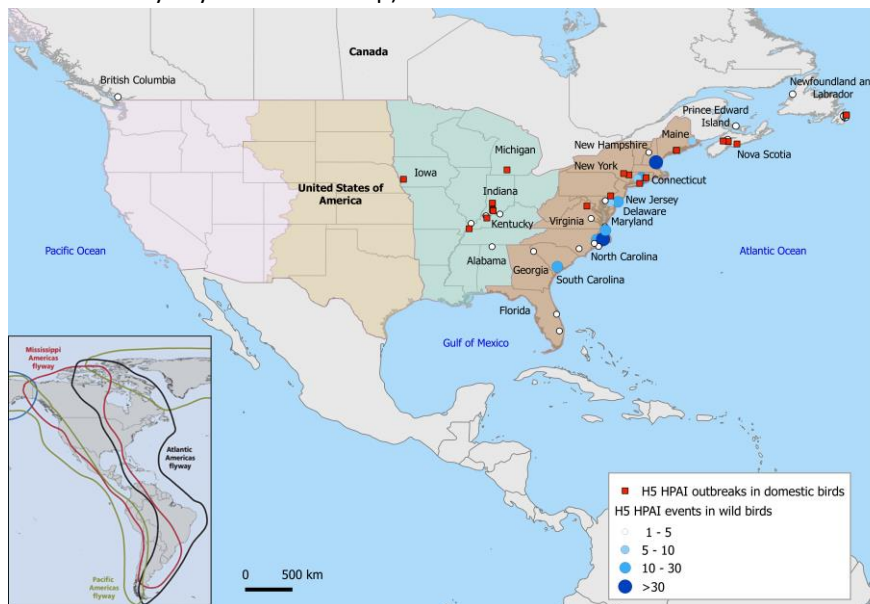 Canada
British Columbia
Newfoundland and
Labrador
Prince Edward
Island
Maine
New Hampshire
Nova Scotia
Michigan
New York
Iowa
Connecticut
United States of
America
Indiana
New Jersey
Delaware
Kentucky
Virginia
Maryland
Pacific Ocean
Atlantic Ocean
Alabama
North Carolina
Georgia
South Carolina
Florida
Gulf of Mexico
Mississippi
Americas
flyway
Atlantic
Americas
flyway
Pacific
Americas
flyway
0 500 km
H5 HPAI outbreaks in domestic birds
H5 HPAI events in wild birds
1 - 5
5 - 10
10 - 30
>30